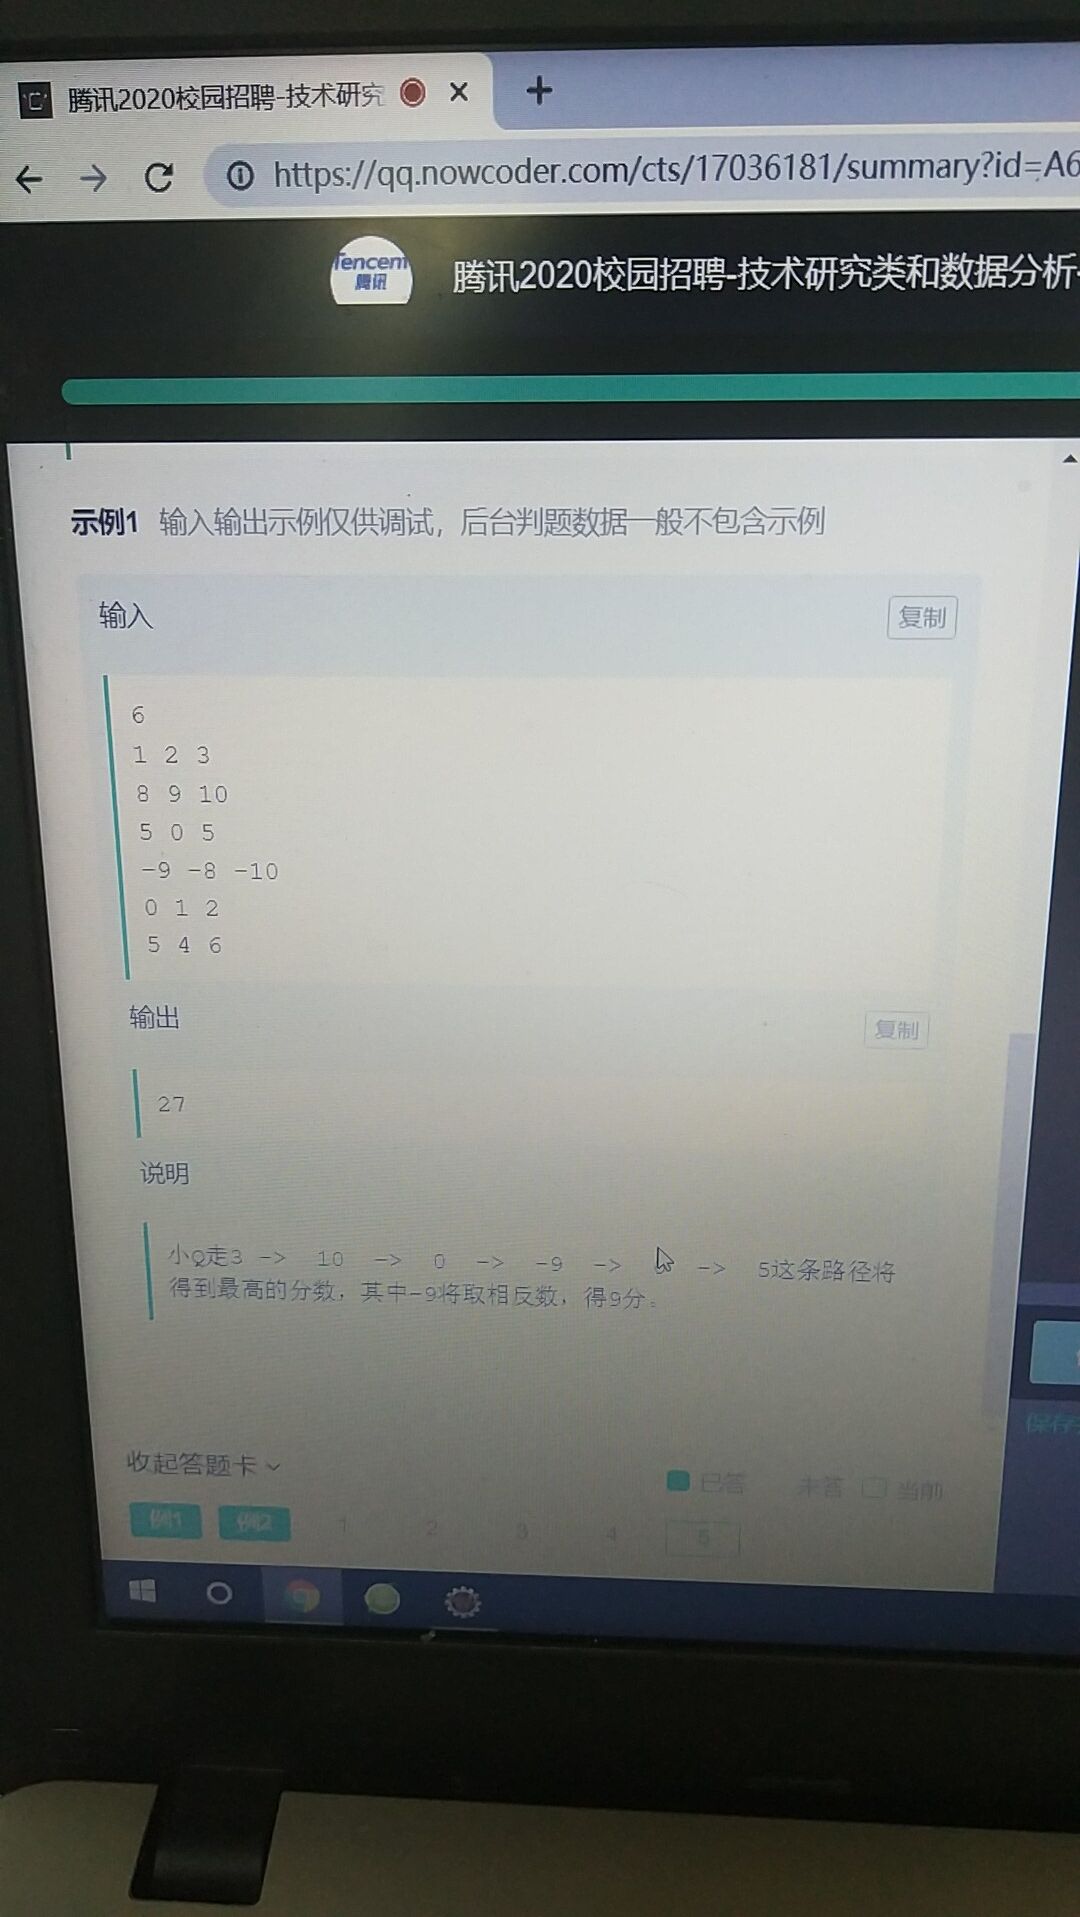 腾讯2020校园招聘-技术研究
https://qq.nowcoder.com/cts/17036181/summary?id=A6
Tencent
腾讯
腾讯2020校园招聘-技术研究类和数据分析-
示例1 输入输出示例仅供调试，后台判题数据一般不包含示例
输入
复制
6
1 2 3
8 9 10
5 0 5
-9 -8 -10
0 1 2
5 4 6
输出
复制
27
说明
小Q走3 -> 10 -> 0 -> -9 -> -> 5这条路径将
得到最高的分数，其中-9将取相反数，得9分。
保存
收起答题卡
已答 未答 当前
例1 例2 1 2 3 4 5